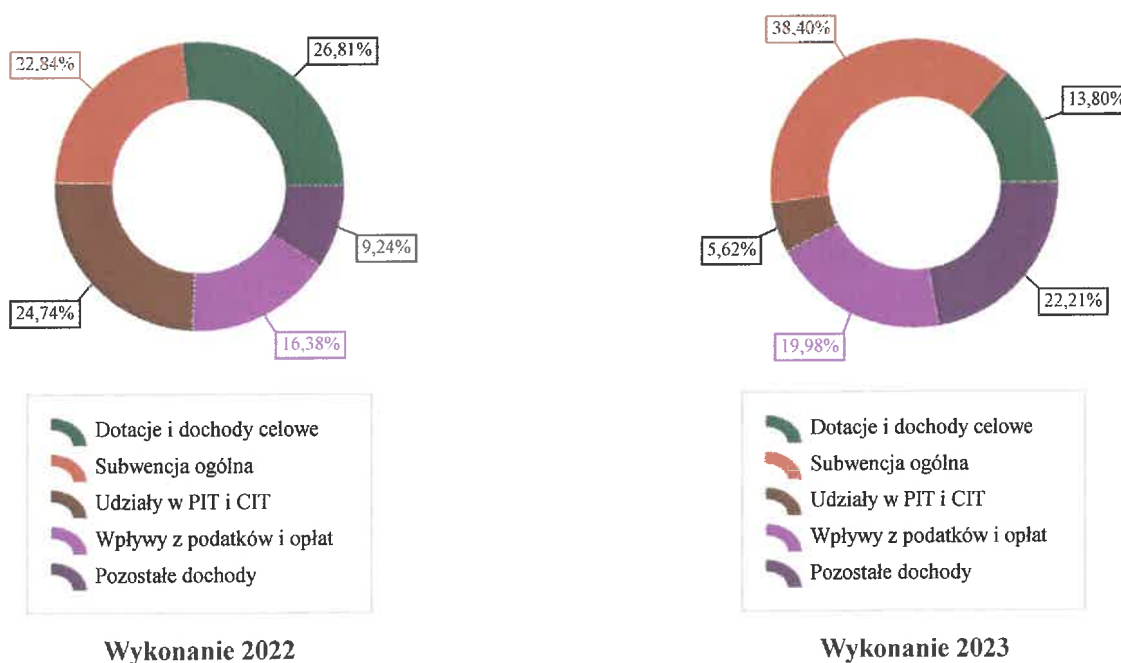 22,84%
26,81%
9,24%
24,74%
16,38%
Dotacje i dochody celowe
Subwencja ogólna
Udziały w PIT i CIT
Wpływy z podatków i opłat
Pozostałe dochody
Wykonanie 2022
38,40%
13,80%
5,62%
22,21%
19,98%
Dotacje i dochody celowe
Subwencja ogólna
Udziały w PIT i CIT
Wpływy z podatków i opłat
Pozostałe dochody
Wykonanie 2023